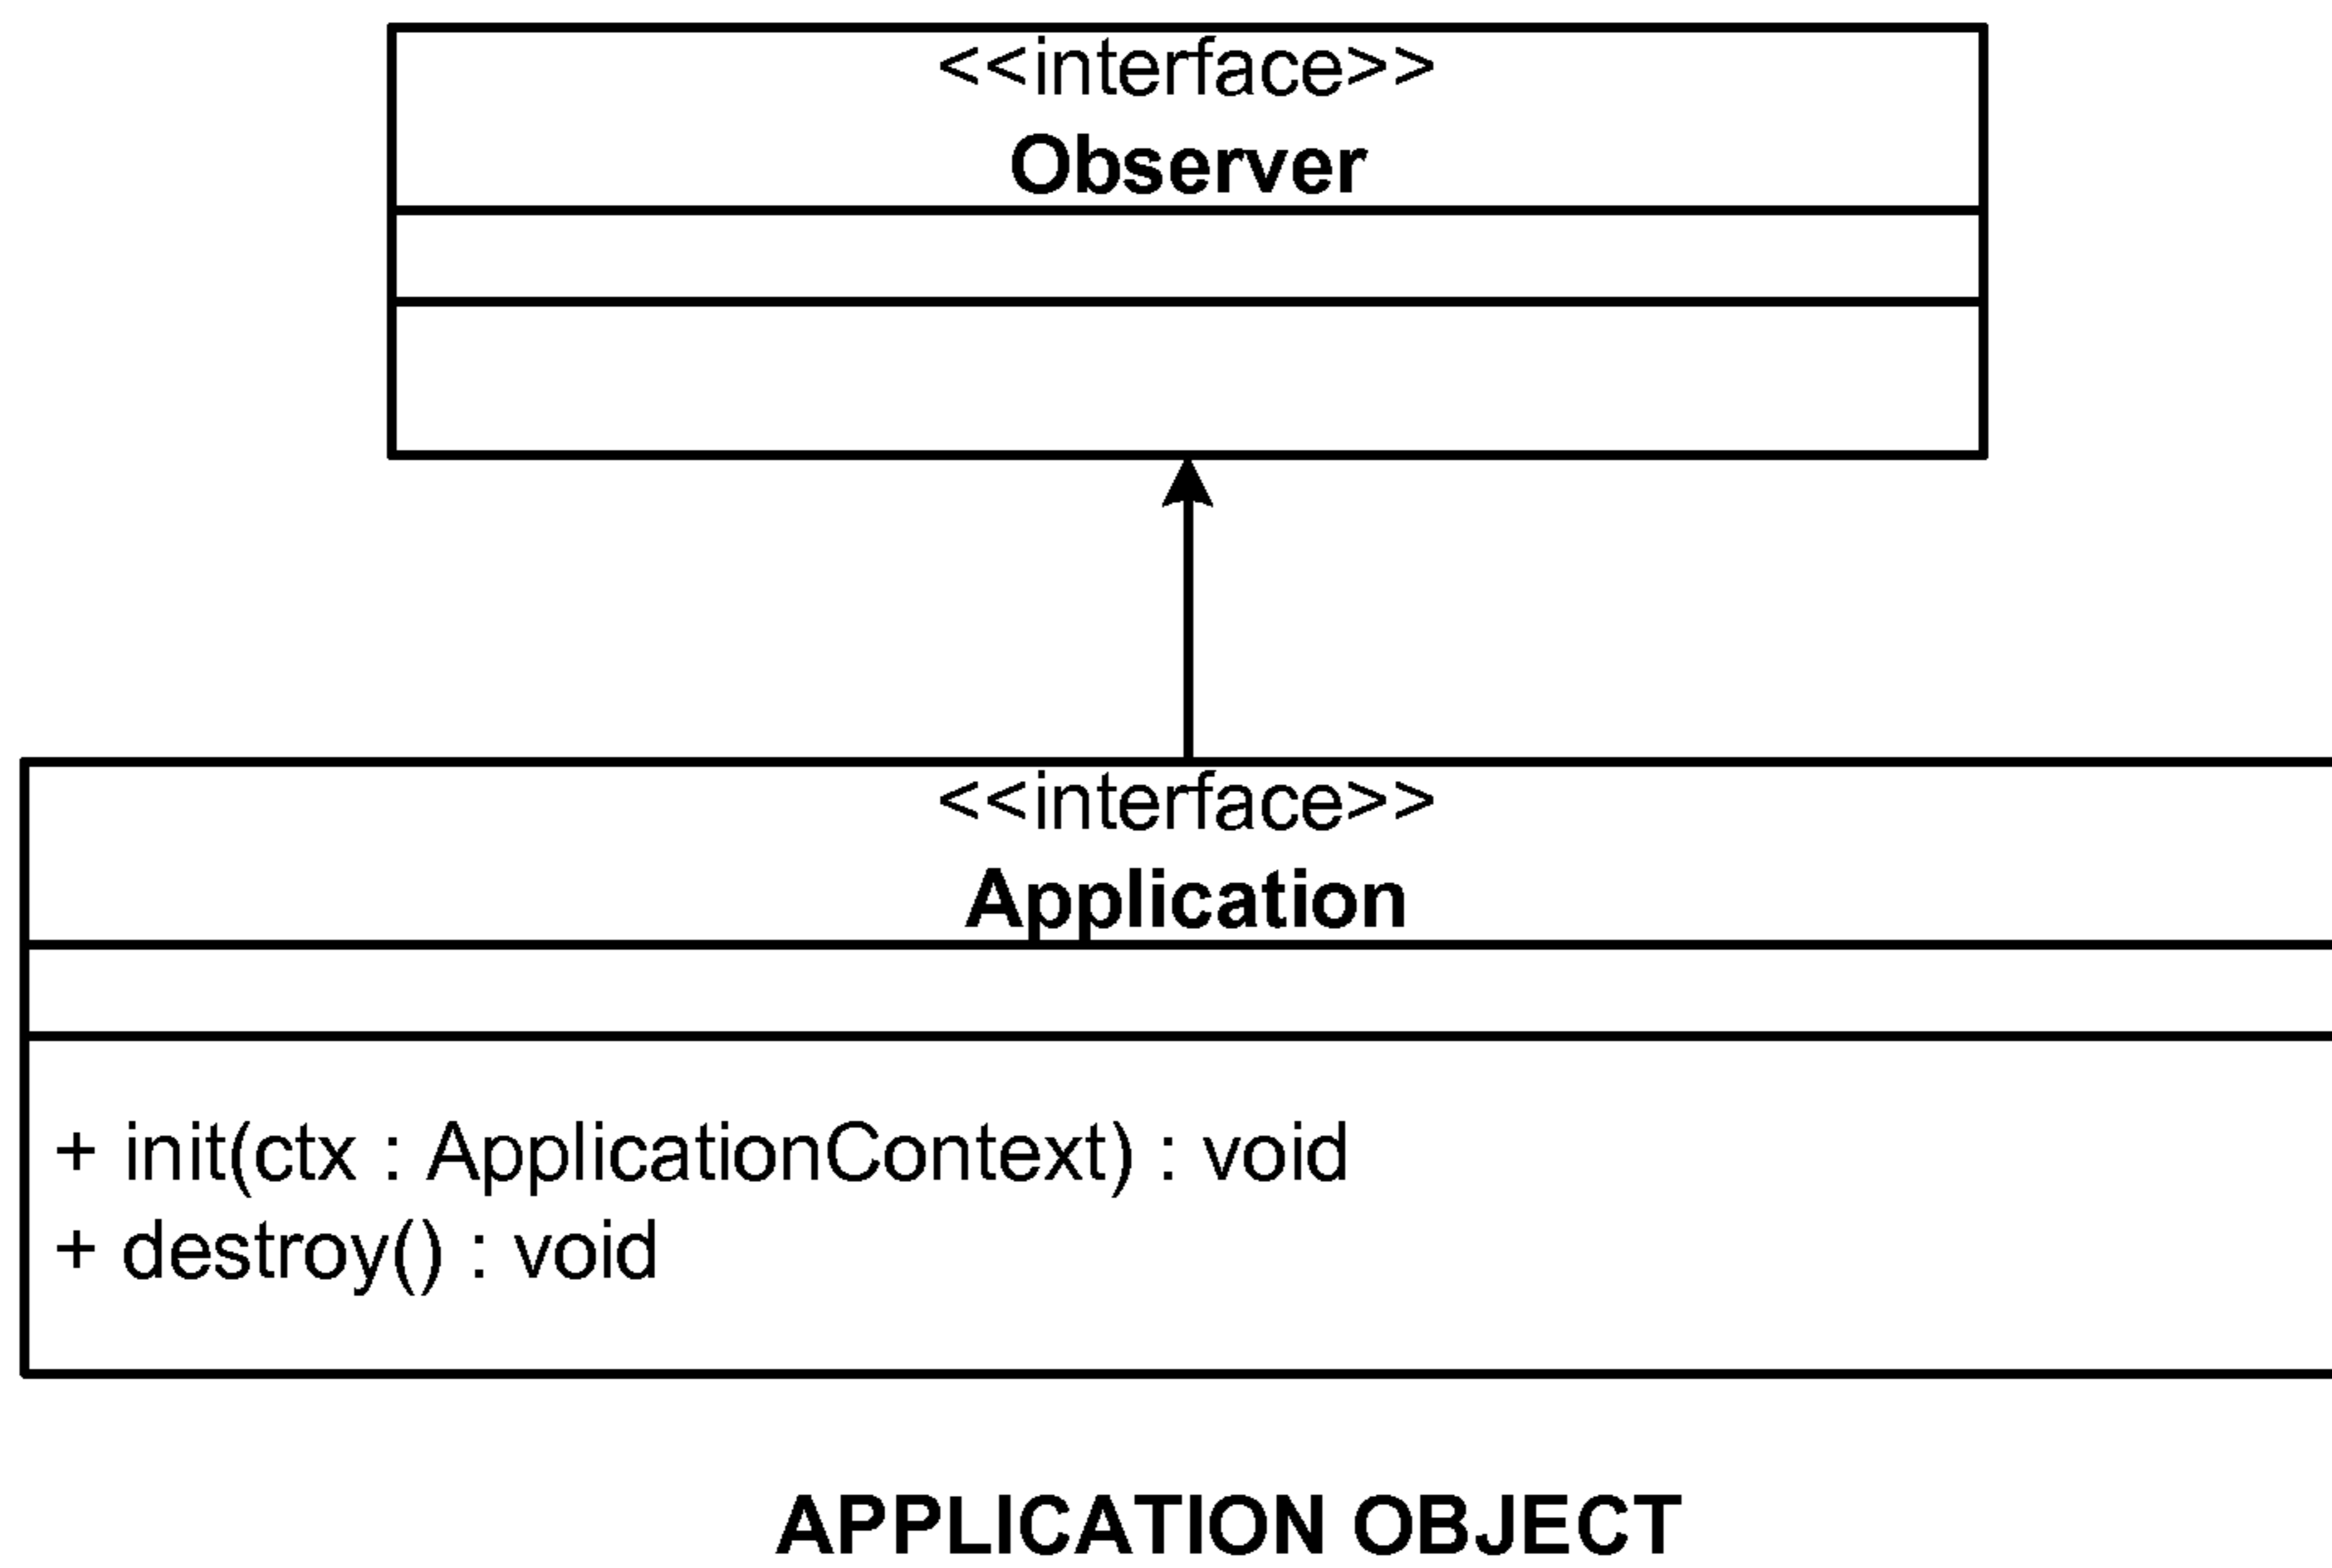 <<interface>>
Observer
<<interface>>
Application
+ init(ctx : ApplicationContext) : void
+ destroy() : void
APPLICATION OBJECT